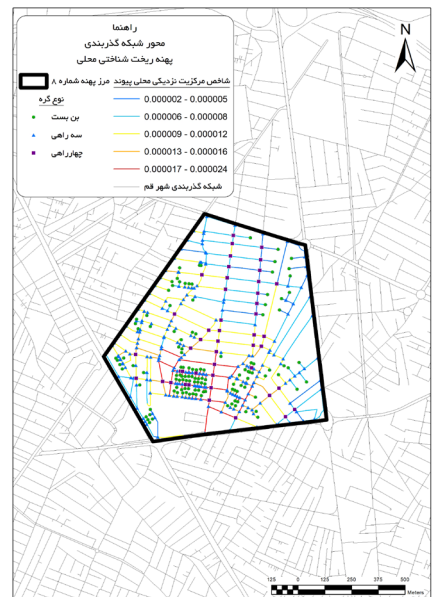 راهنما
محور شبکه گذربندی
پهنه ریخت شناختی محلی
شاخص مرکزیت نزدیکی محلی پیوند
مرز پهنه شماره ۸
نوع گره
بن بست
سه راهی
چهارراهی
0.000002 - 0.000005
0.000006 - 0.000008
0.000009 - 0.000012
0.000013 - 0.000016
0.000017 - 0.000024
شبکه گذربندی شهر قم
N
125 0 125 250 375 500
Meters